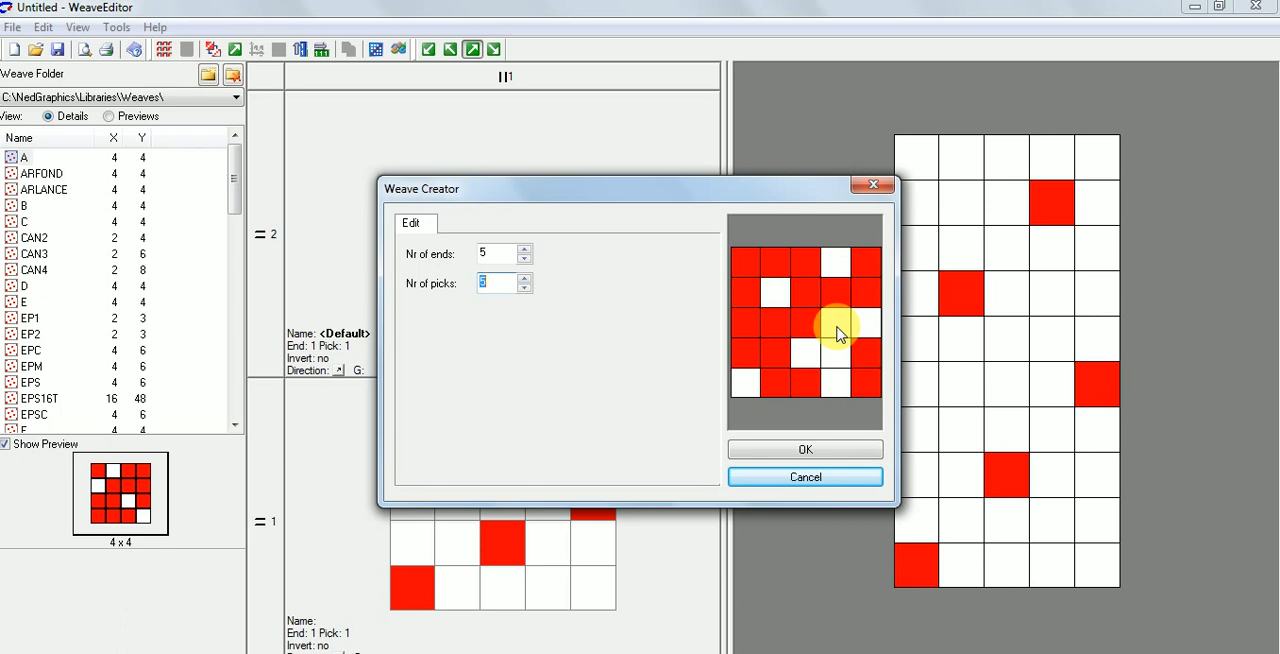 Untitled - WeaveEditor
File Edit View Tools Help
Weave Folder
C:\NedGraphics\Libraries\Weaves\
View: Details Previews
Name X Y
A 4 4
ARFOND 4 4
ARLANCE 4 4
B 4 4
C 4 4
CAN2 2 4
CAN3 2 6
CAN4 2 8
D 4 4
E 4 4
EP1 2 3
EP2 2 3
EPC 4 6
EPM 4 6
EPS 4 6
EPS16T 16 48
EPSC 4 6
F 4 4
Show Preview
4 x 4
1
2
Name: <Default>
End: 1 Pick: 1
Invert: no
Direction: G:
1
Name:
End: 1 Pick: 1
Invert: no
Weave Creator
Edit
Nr of ends: 5
Nr of picks: 5
OK
Cancel